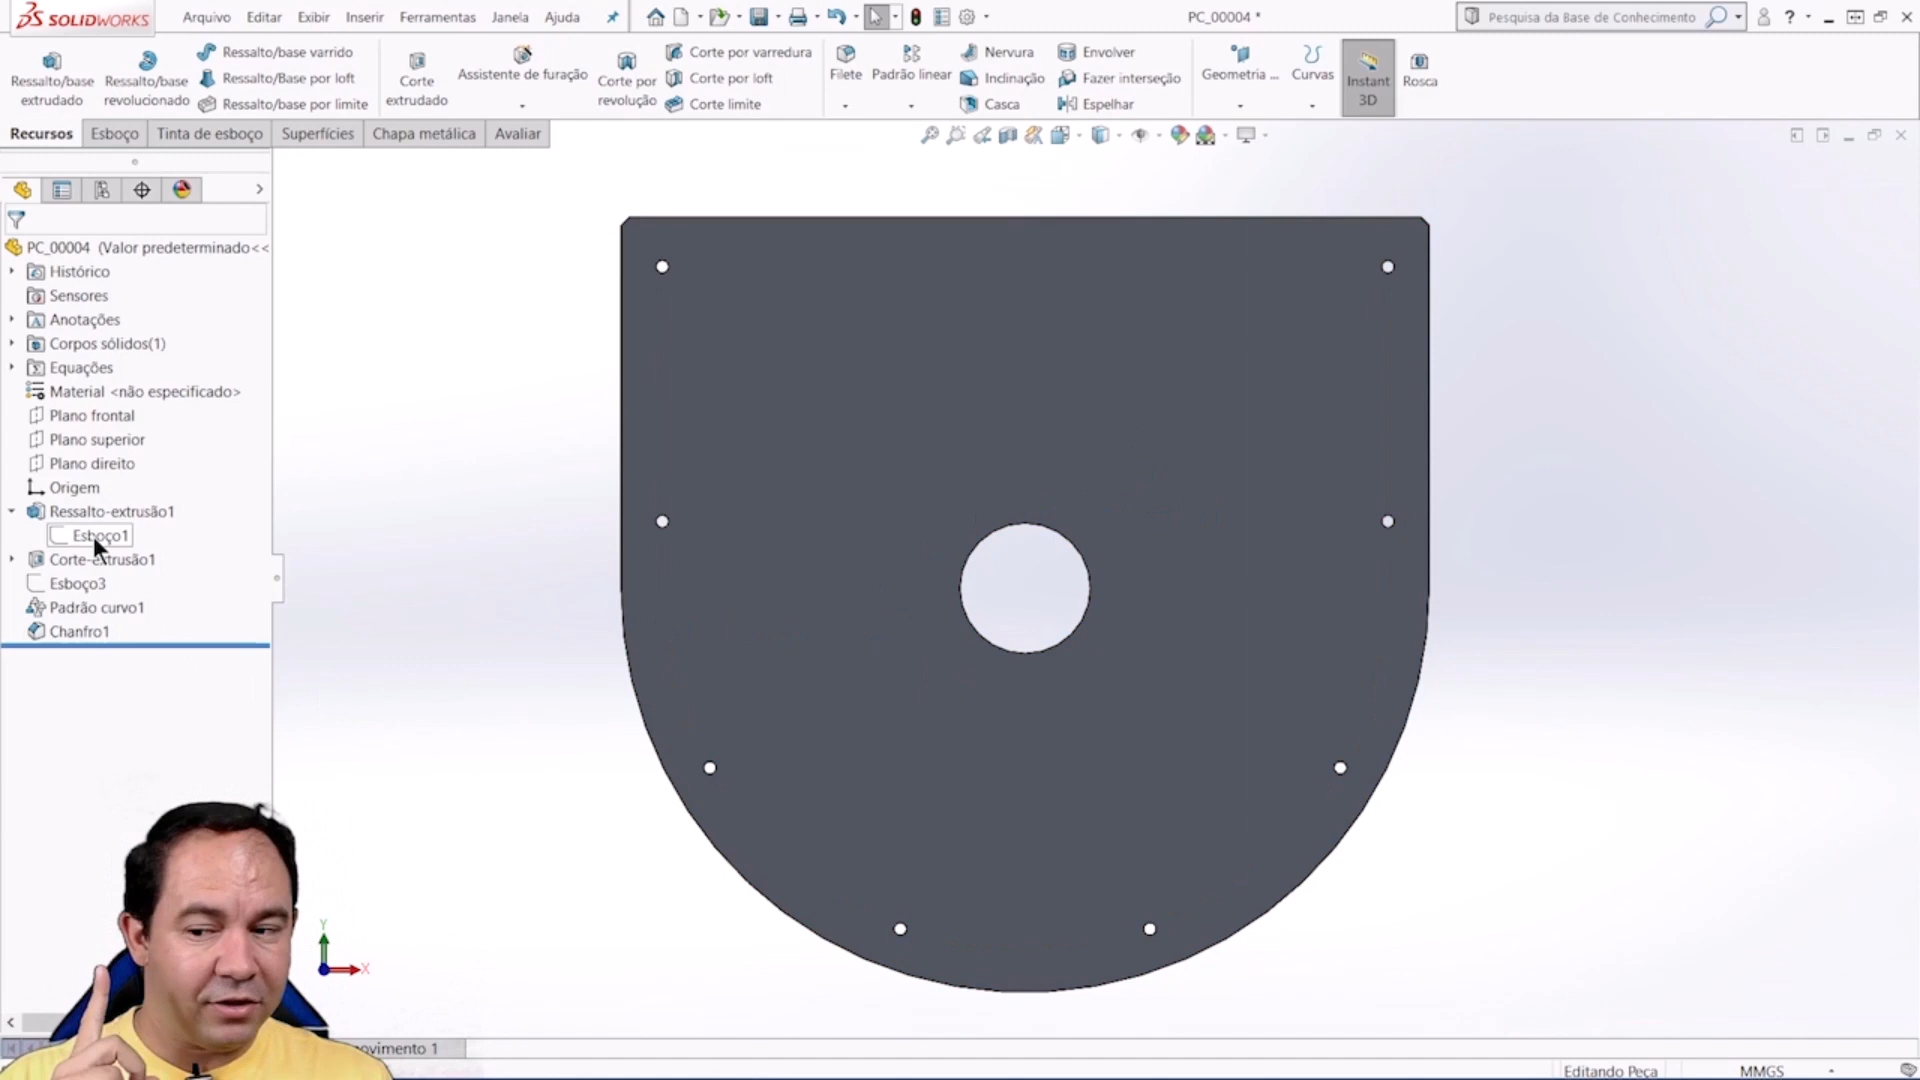 SOLIDWORKS
Arquivo Editar Exibir Inserir Ferramentas Janela Ajuda
PC_00004 *
Pesquisa da Base de Conhecimento
Ressalto/base extrudado
Ressalto/base revolucionado
Ressalto/base varrido
Ressalto/Base por loft
Ressalto/base por limite
Corte extrudado
Assistente de furação
Corte por revolução
Corte por varredura
Corte por loft
Corte limite
Filete
Padrão linear
Nervura
Inclinação
Casca
Envolver
Fazer interseção
Espelhar
Geometria ...
Curvas
Instant 3D
Rosca
Recursos Esboço Tinta de esboço Superfícies Chapa metálica Avaliar
PC_00004 (Valor predeterminado<<
Histórico
Sensores
Anotações
Corpos sólidos(1)
Equações
Material <não especificado>
Plano frontal
Plano superior
Plano direito
Origem
Ressalto-extrusão1
Esboço1
Corte-extrusão1
Esboço3
Padrão curvo1
Chanfro1
Y
X
ovimento 1
Editando Peça MMGS